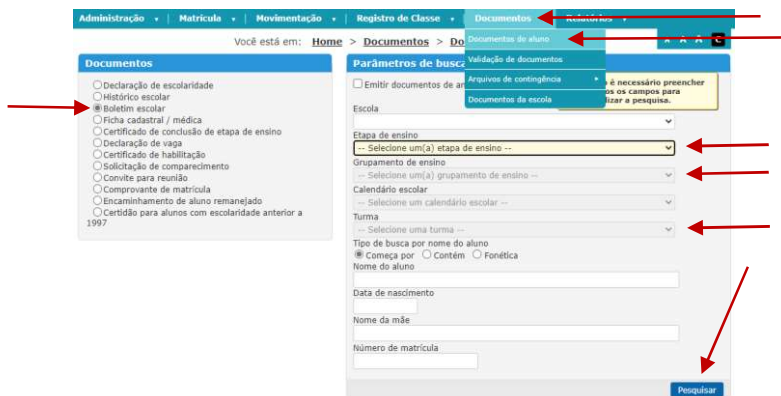 Administração | Matrícula | Movimentação | Registro de Classe | Documentos | Relatórios
Você está em: Home > Documentos > Do
Documentos do aluno
A A A C
Validação de documentos
Arquivos de contingência
Documentos da escola
Documentos
Declaração de escolaridade
Histórico escolar
Boletim escolar
Ficha cadastral / médica
Certificado de conclusão de etapa de ensino
Declaração de vaga
Certificado de habilitação
Solicitação de comparecimento
Convite para reunião
Comprovante de matrícula
Encaminhamento de aluno remanejado
Certidão para alunos com escolaridade anterior a
1997
Parâmetros de busca
Emitir documentos de
é necessário preencher
os campos para
a pesquisa.
Escola
Etapa de ensino
-- Selecione um(a) etapa de ensino --
Grupamento de ensino
-- Selecione um(a) grupamento de ensino --
Calendário escolar
-- Selecione um calendário escolar --
Turma
-- Selecione uma turma --
Tipo de busca por nome do aluno
Começa por Contém Fonética
Nome do aluno
Data de nascimento
Nome da mãe
Número de matrícula
Pesquisar